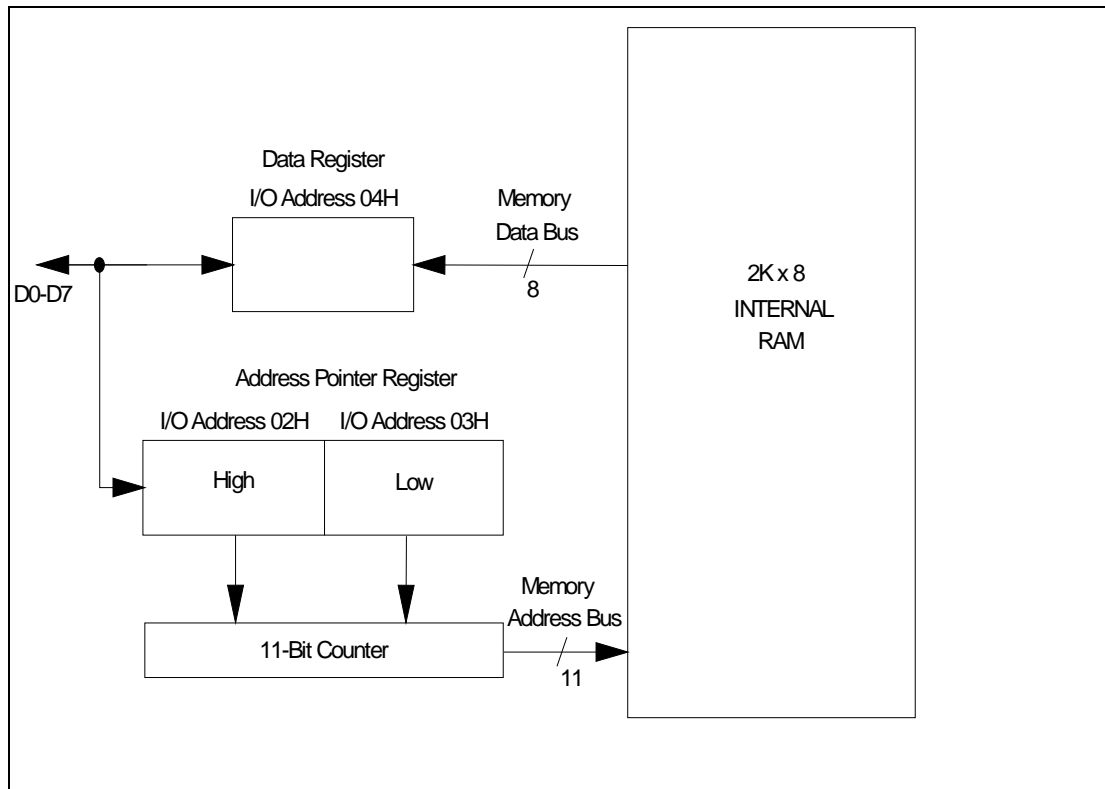 Data Register
I/O Address 04H
Memory
Data Bus
8
D0-D7
2K x 8
INTERNAL
RAM
Address Pointer Register
I/O Address 02H
I/O Address 03H
High
Low
Memory
Address Bus
11-Bit Counter
11